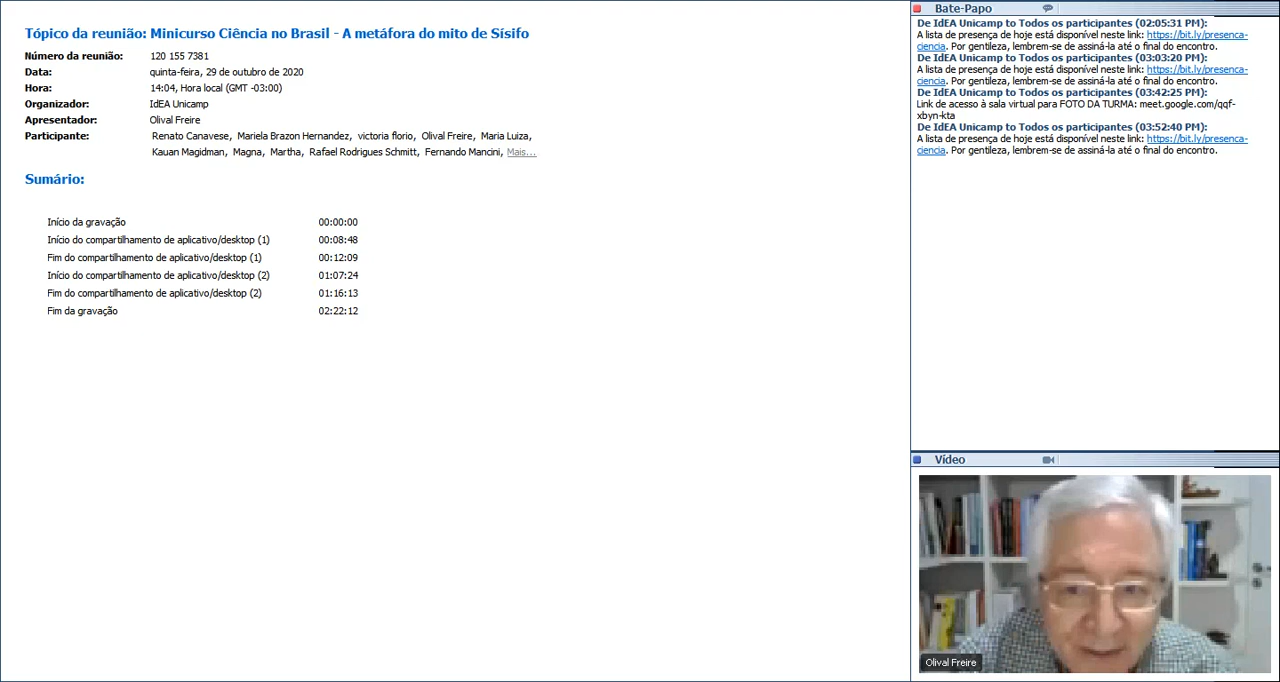 Tópico da reunião: Minicurso Ciência no Brasil - A metáfora do mito de Sísifo
Número da reunião: 120 155 7381
Data: quinta-feira, 29 de outubro de 2020
Hora: 14:04, Hora local (GMT -03:00)
Organizador: IdEA Unicamp
Apresentador: Olival Freire
Participante: Renato Canavese, Mariela Brazon Hernandez, victoria florio, Olival Freire, Maria Luiza,
Kauan Magidman, Magna, Martha, Rafael Rodrigues Schmitt, Fernando Mancini, Mais...
Sumário:
Início da gravação 00:00:00
Início do compartilhamento de aplicativo/desktop (1) 00:08:48
Fim do compartilhamento de aplicativo/desktop (1) 00:12:09
Início do compartilhamento de aplicativo/desktop (2) 01:07:24
Fim do compartilhamento de aplicativo/desktop (2) 01:16:13
Fim da gravação 02:22:12
Bate-Papo
De IdEA Unicamp to Todos os participantes (02:05:31 PM):
A lista de presença de hoje está disponível neste link: https://bit.ly/presenca-
ciencia. Por gentileza, lembrem-se de assiná-la até o final do encontro.
De IdEA Unicamp to Todos os participantes (03:03:20 PM):
A lista de presença de hoje está disponível neste link: https://bit.ly/presenca-
ciencia. Por gentileza, lembrem-se de assiná-la até o final do encontro.
De IdEA Unicamp to Todos os participantes (03:42:25 PM):
Link de acesso à sala virtual para FOTO DA TURMA: meet.google.com/qqf-
xbyn-kta
De IdEA Unicamp to Todos os participantes (03:52:40 PM):
A lista de presença de hoje está disponível neste link: https://bit.ly/presenca-
ciencia. Por gentileza, lembrem-se de assiná-la até o final do encontro.
Vídeo
Olival Freire